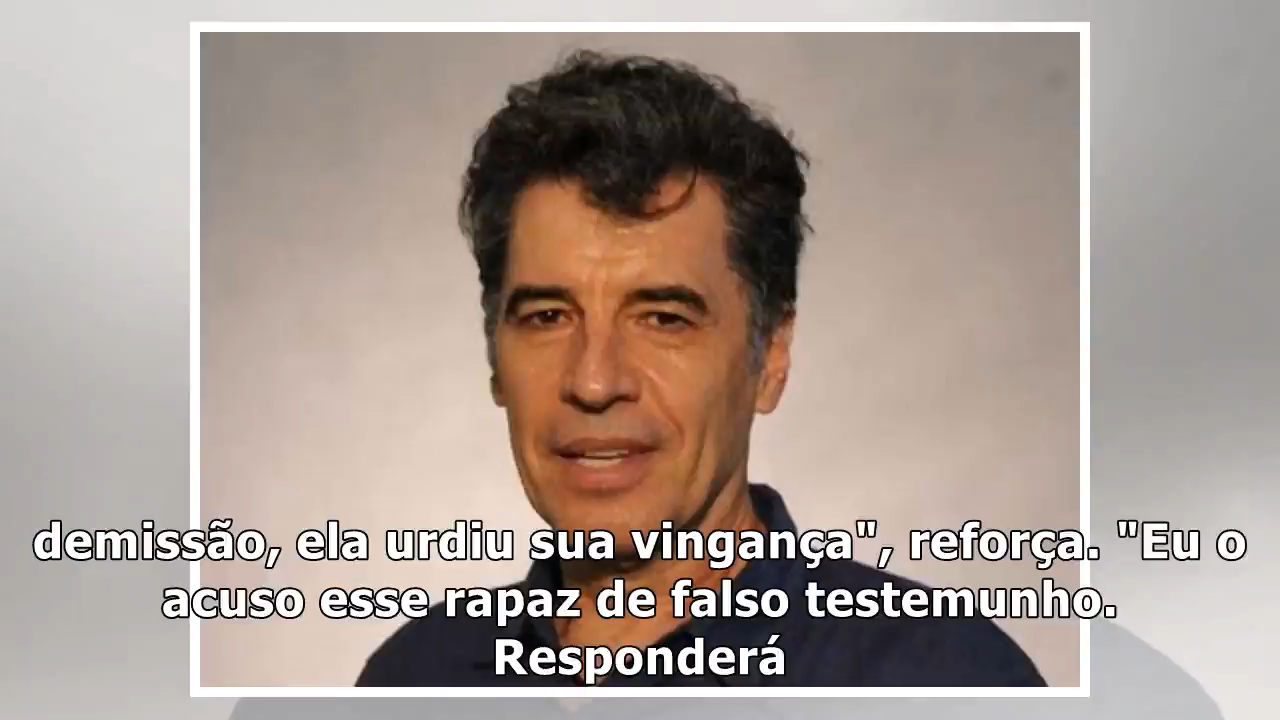 demissão, ela urdiu sua vingança", reforça. "Eu o
acuso esse rapaz de falso testemunho.
Responderá